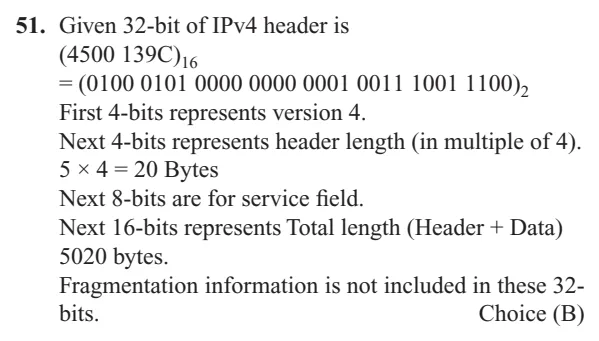 51. Given 32-bit of IPv4 header is
(4500 139C)₁₆
= (0100 0101 0000 0000 0001 0011 1001 1100)₂
First 4-bits represents version 4.
Next 4-bits represents header length (in multiple of 4).
5 × 4 = 20 Bytes
Next 8-bits are for service field.
Next 16-bits represents Total length (Header + Data)
5020 bytes.
Fragmentation information is not included in these 32-
bits. Choice (B)